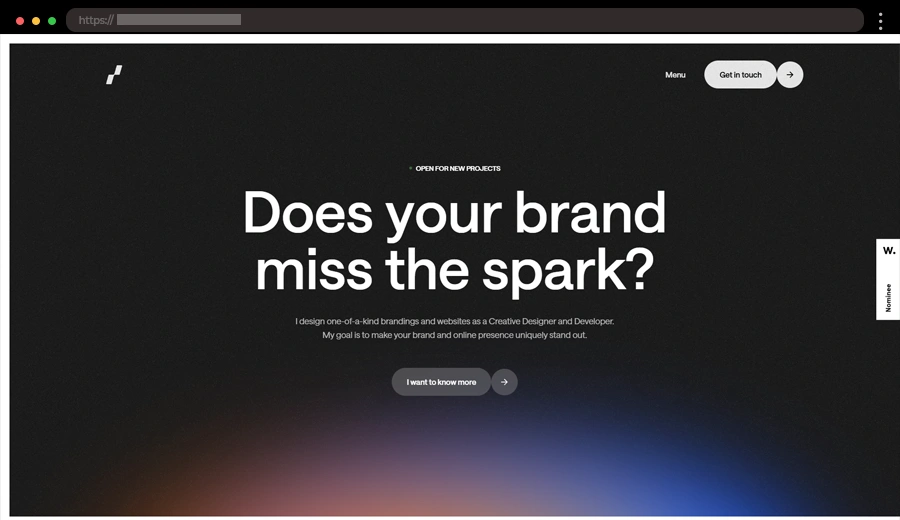 https://
Menu
Get in touch
OPEN FOR NEW PROJECTS
Does your brand
miss the spark?
I design one-of-a-kind brandings and websites as a Creative Designer and Developer.
My goal is to make your brand and online presence uniquely stand out.
I want to know more
W.
Nominee